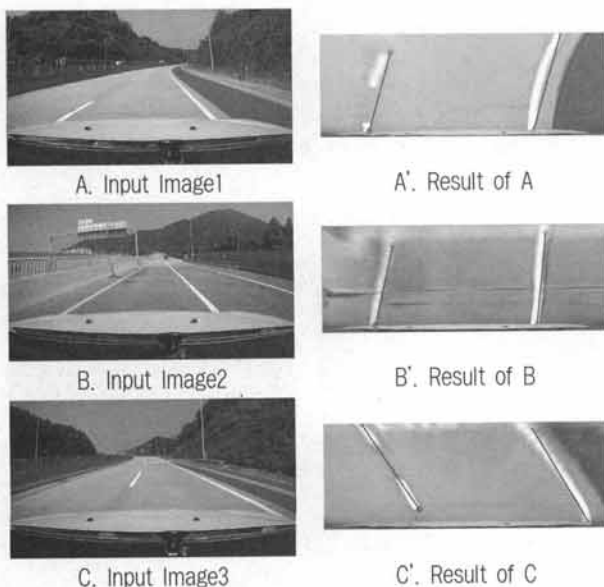 A. Input Image1
A'. Result of A
B. Input Image2
B'. Result of B
C. Input Image3
C'. Result of C